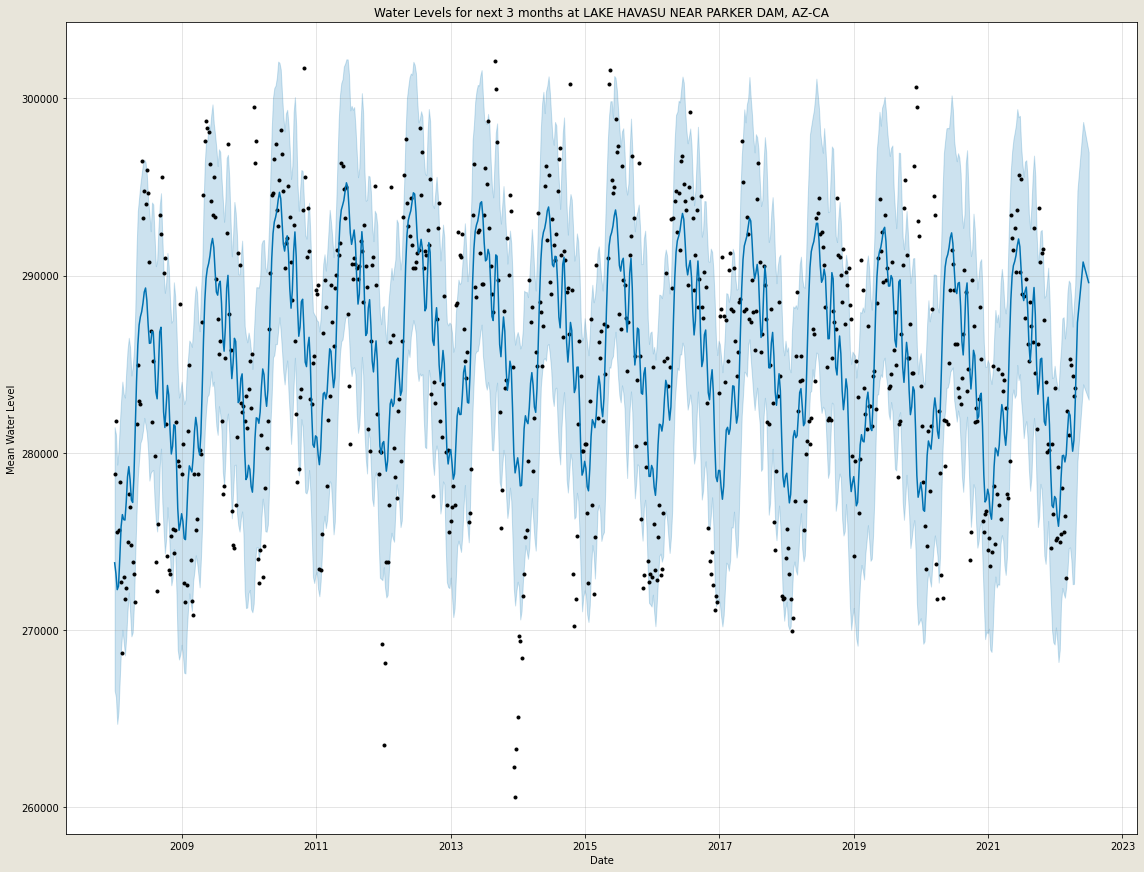 Water Levels for next 3 months at LAKE HAVASU NEAR PARKER DAM, AZ-CA
Mean Water Level
300000
290000
280000
270000
260000
2009 2011 2013 2015 2017 2019 2021 2023
Date